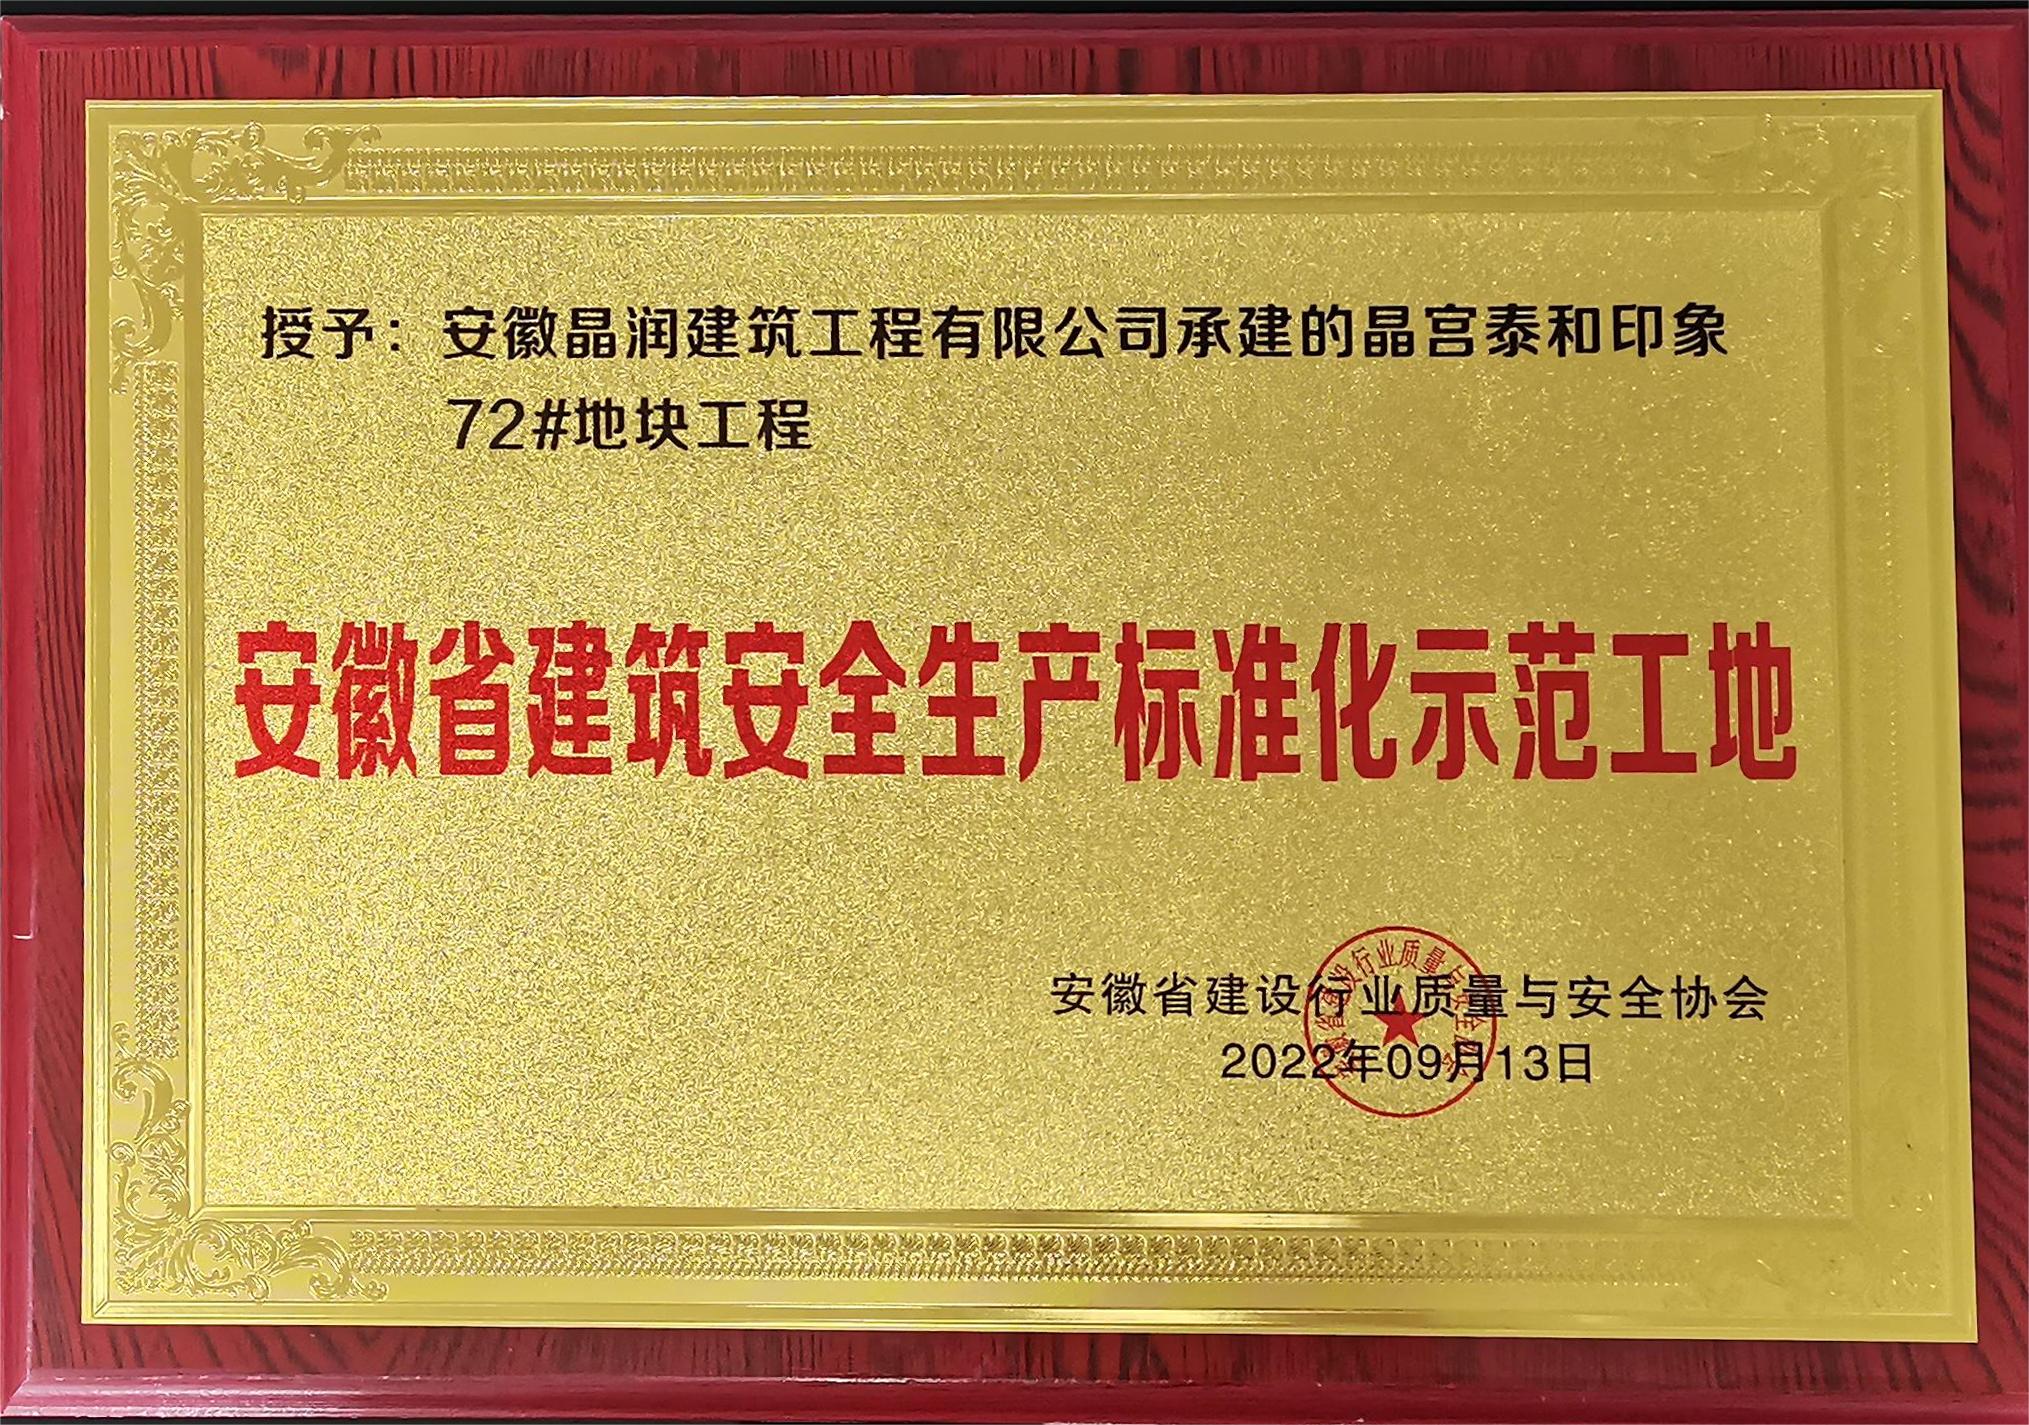 授予：安徽晶润建筑工程有限公司承建的晶宫泰和印象
72#地块工程
安徽省建筑安全生产标准化示范工地
安徽省建设行业质量与安全协会
2022年09月13日